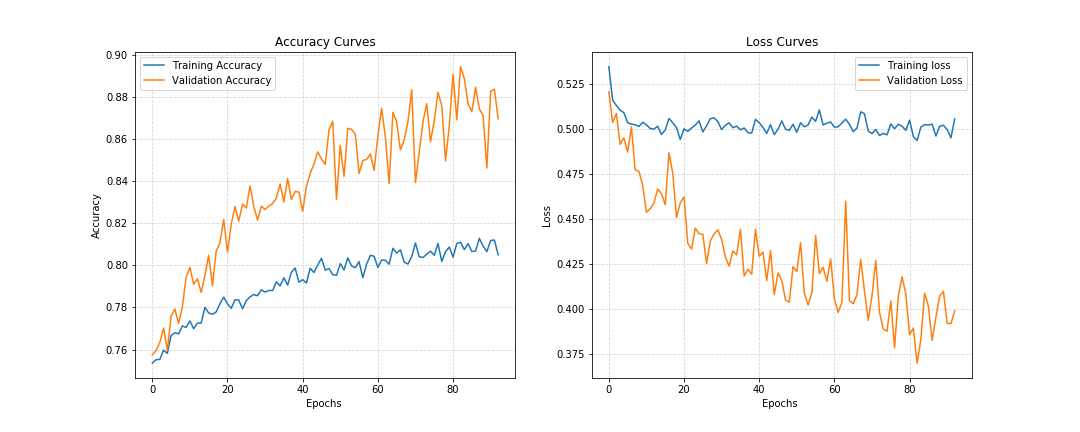 Accuracy Curves
Training Accuracy
Validation Accuracy
0.90
0.88
0.86
0.84
0.82
0.80
0.78
0.76
Accuracy
0 20 40 60 80
Epochs
Loss Curves
Training loss
Validation Loss
0.525
0.500
0.475
0.450
0.425
0.400
0.375
Loss
0 20 40 60 80
Epochs